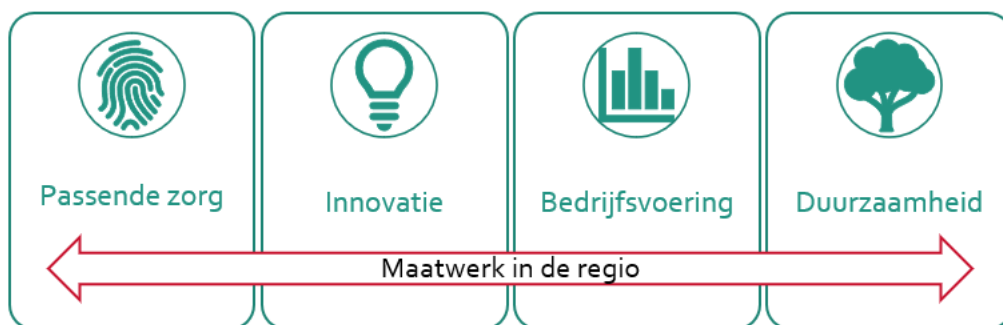 Passende zorg
Innovatie
Bedrijfsvoering
Duurzaamheid
Maatwerk in de regio